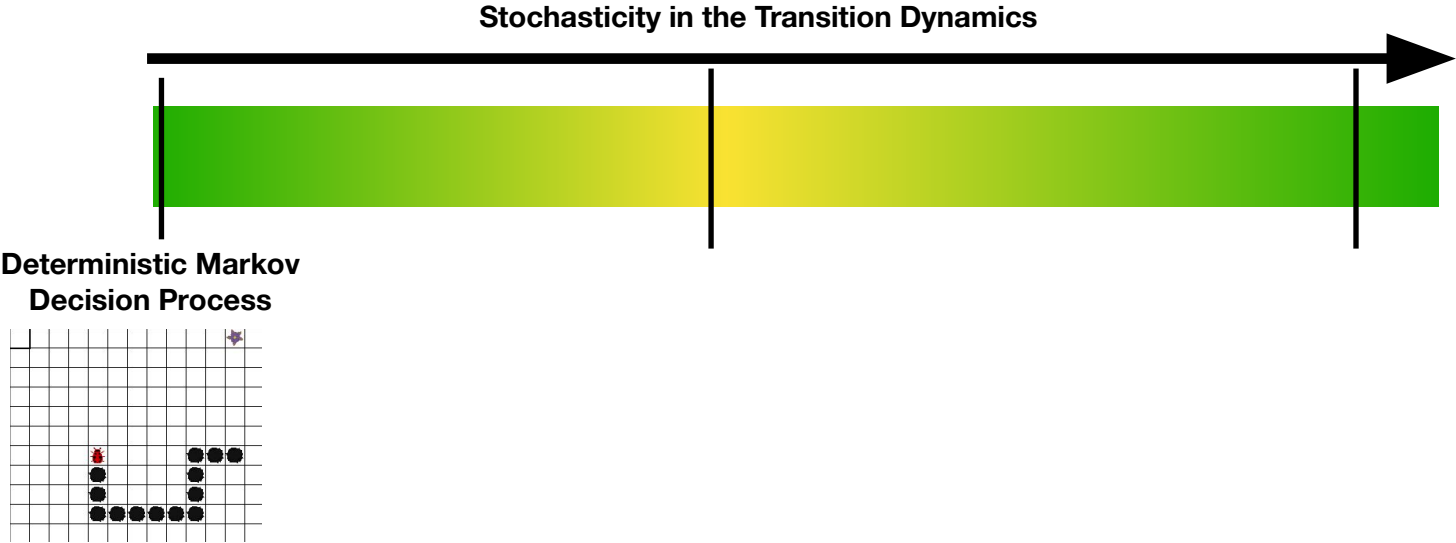 Stochasticity in the Transition Dynamics
Deterministic Markov
Decision Process